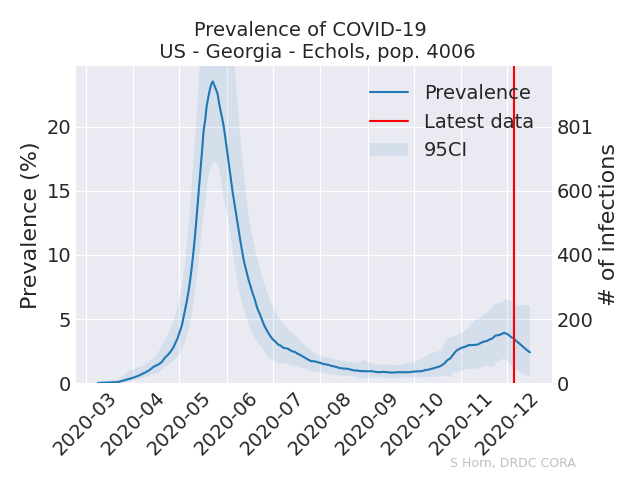 Prevalence of COVID-19
US - Georgia - Echols, pop. 4006
Prevalence
Latest data
95CI
Prevalence (%)
20
15
10
5
0
# of infections
801
600
400
200
0
2020-03
2020-04
2020-05
2020-06
2020-07
2020-08
2020-09
2020-10
2020-11
2020-12
S Horn, DRDC CORA